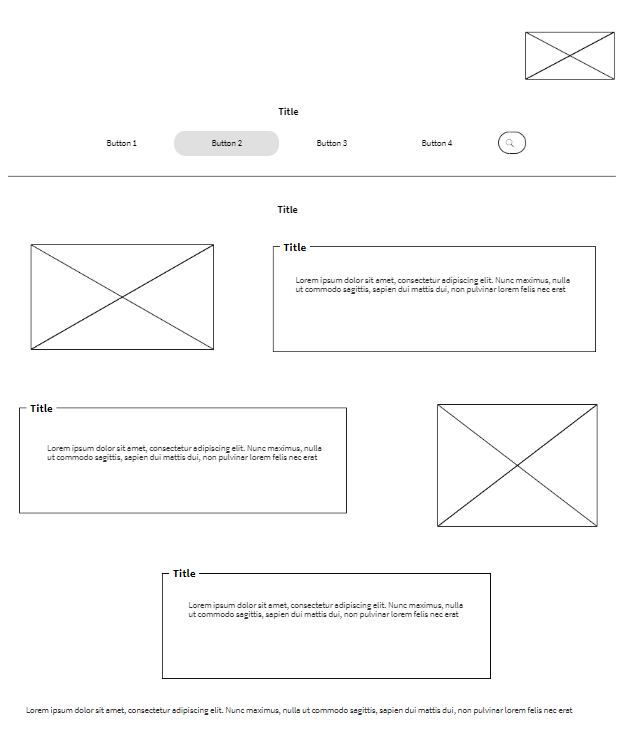 Title
Button 1 Button 2 Button 3 Button 4
Title
Title
Lorem ipsum dolor sit amet, consectetur adipiscing elit. Nunc maximus, nulla
ut commodo sagittis, sapien dui mattis dui, non pulvinar lorem felis nec erat
Title
Lorem ipsum dolor sit amet, consectetur adipiscing elit. Nunc maximus, nulla
ut commodo sagittis, sapien dui mattis dui, non pulvinar lorem felis nec erat
Title
Lorem ipsum dolor sit amet, consectetur adipiscing elit. Nunc maximus, nulla
ut commodo sagittis, sapien dui mattis dui, non pulvinar lorem felis nec erat
Lorem ipsum dolor sit amet, consectetur adipiscing elit. Nunc maximus, nulla ut commodo sagittis, sapien dui mattis dui, non pulvinar lorem felis nec erat